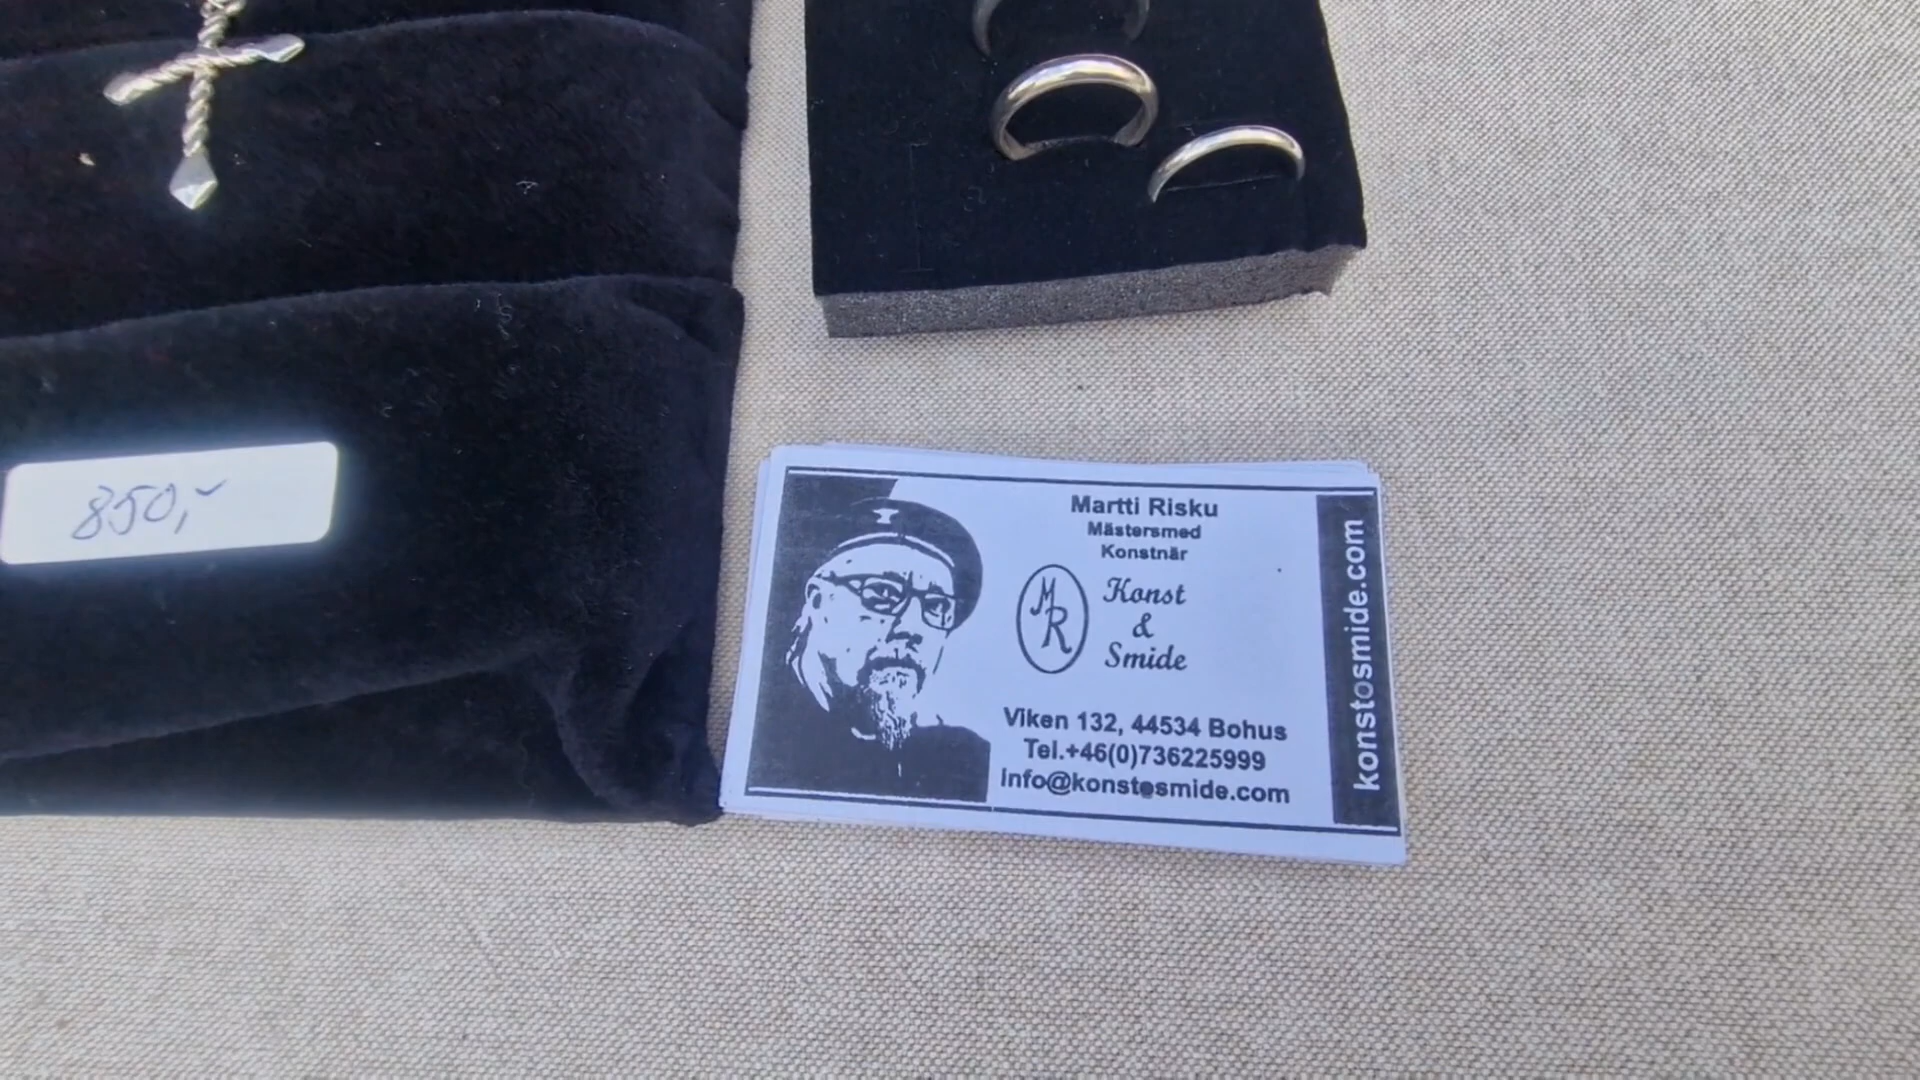 850,-
Martti Risku
Mästersmed
Konstnär
MR
Konst
&
Smide
Viken 132, 44534 Bohus
Tel.+46(0)736225999
info@konstosmide.com
konstosmide.com